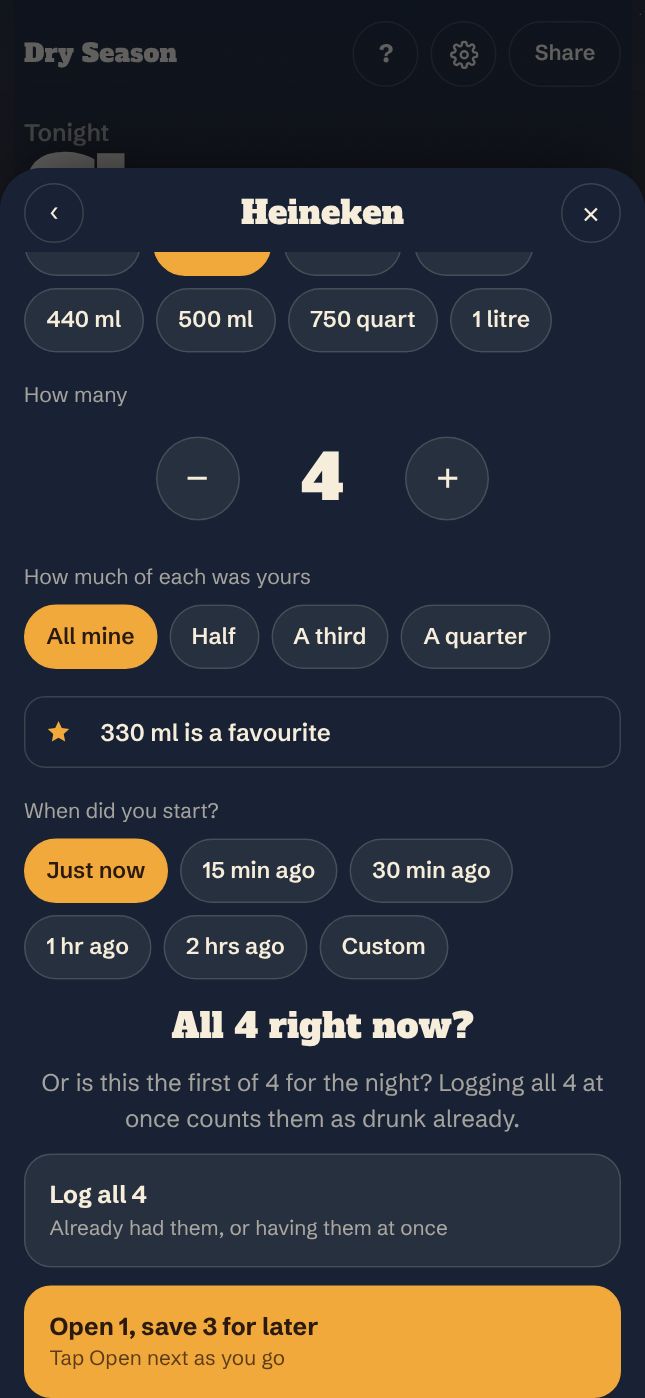 Dry Season
?
Share
Tonight
‹
Heineken
×
440 ml
500 ml
750 quart
1 litre
How many
−
4
+
How much of each was yours
All mine
Half
A third
A quarter
★ 330 ml is a favourite
When did you start?
Just now
15 min ago
30 min ago
1 hr ago
2 hrs ago
Custom
All 4 right now?
Or is this the first of 4 for the night? Logging all 4 at
once counts them as drunk already.
Log all 4
Already had them, or having them at once
Open 1, save 3 for later
Tap Open next as you go